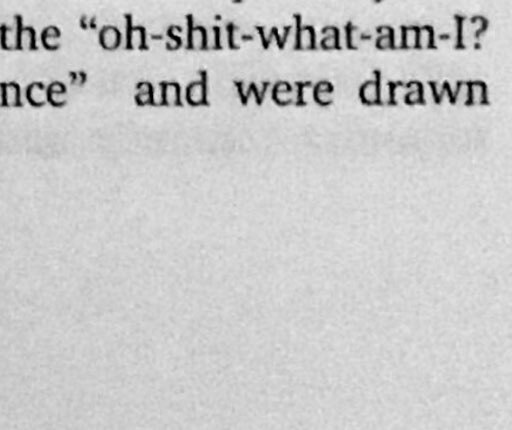 the “oh-shit-what-am-I?
nce” and were drawn